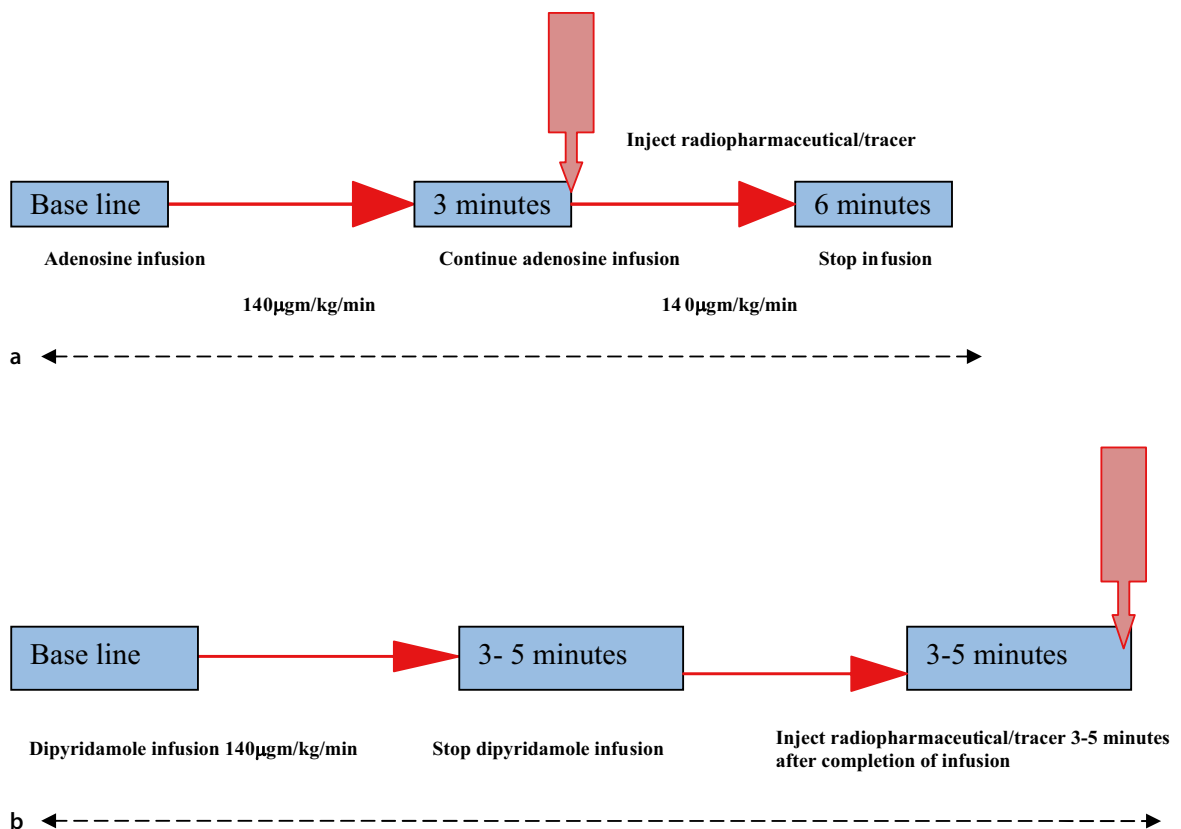 Inject radiopharmaceutical/tracer
Base line
3 minutes
6 minutes
Adenosine infusion
Continue adenosine infusion
Stop infusion
140μgm/kg/min
14 0μgm/kg/min
a
Base line
3- 5 minutes
3-5 minutes
Dipyridamole infusion 140μgm/kg/min
Stop dipyridamole infusion
Inject radiopharmaceutical/tracer 3-5 minutes
after completion of infusion
b